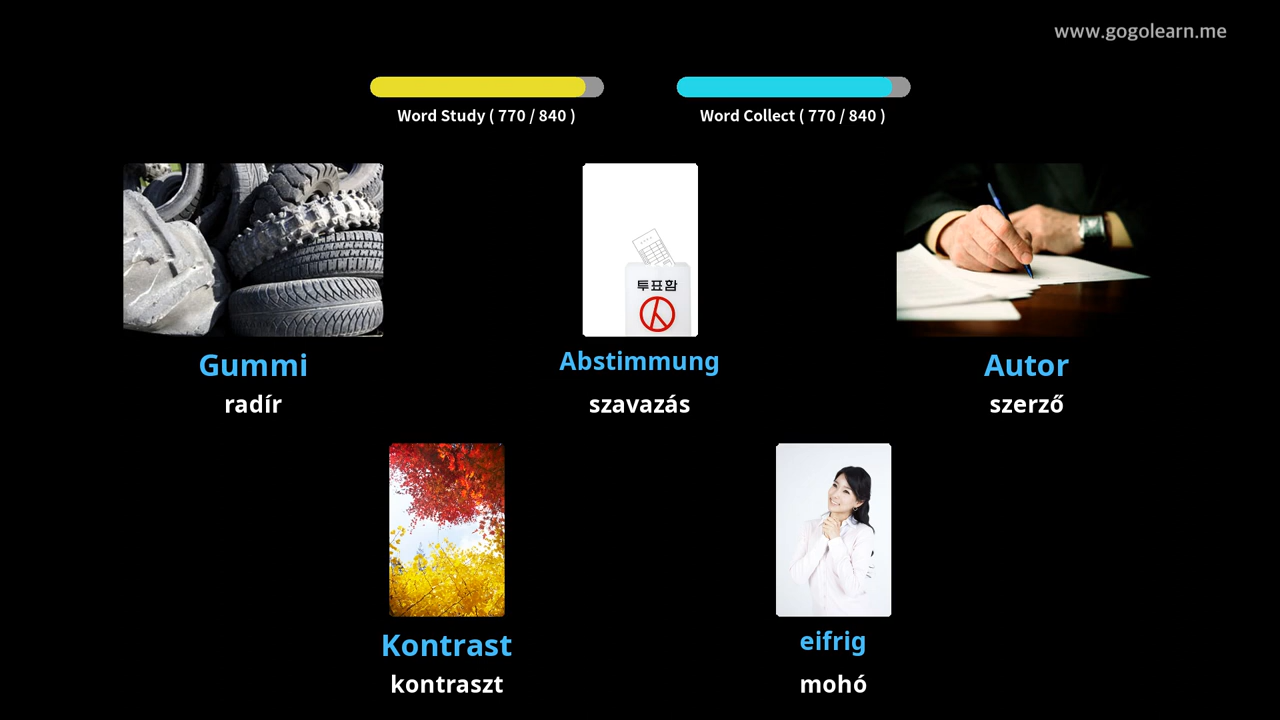 www.gogolearn.me
Word Study ( 770 / 840 )
Word Collect ( 770 / 840 )
투표함
Gummi
radír
Abstimmung
szavazás
Autor
szerző
Kontrast
kontraszt
eifrig
mohó